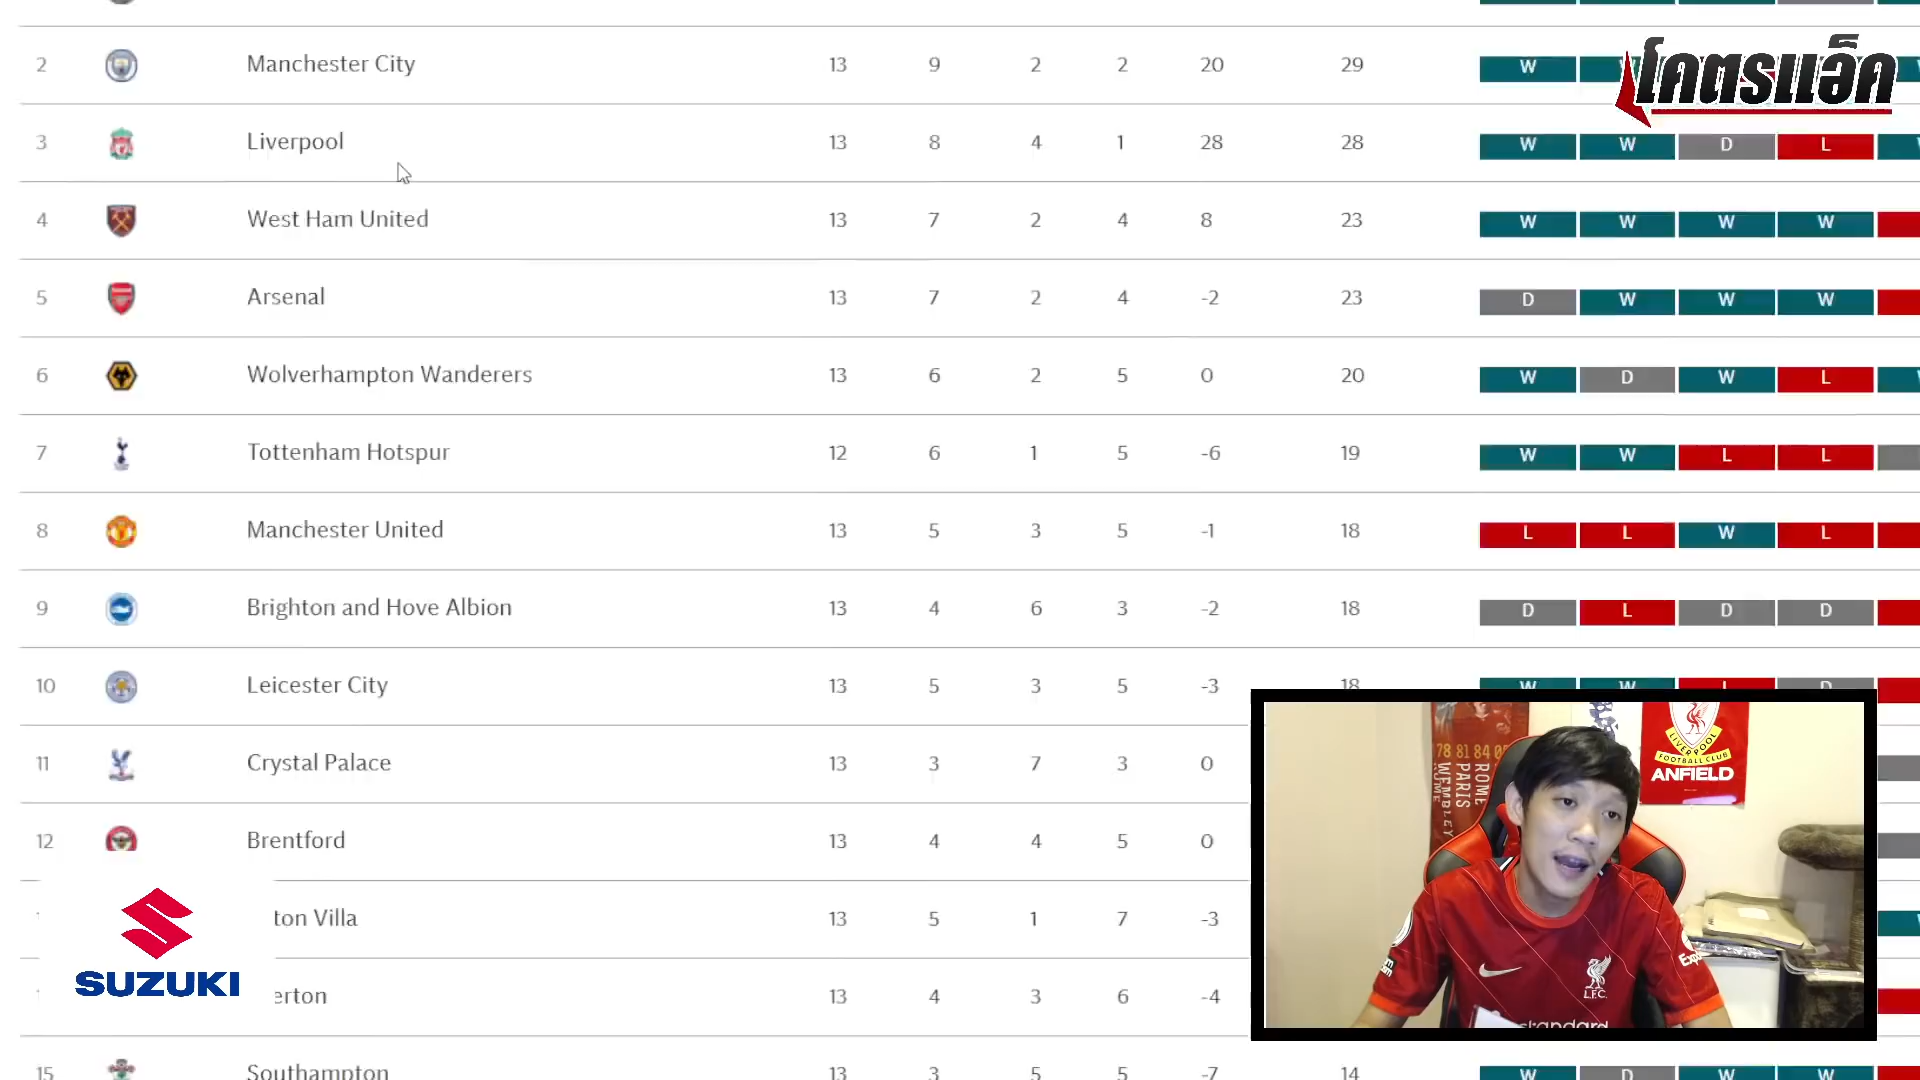 2 Manchester City 13 9 2 2 20 29 W
โคตรแอ็ค
3 Liverpool 13 8 4 1 28 28 W W D L
4 West Ham United 13 7 2 4 8 23 W W W W
5 Arsenal 13 7 2 4 -2 23 D W W W
6 Wolverhampton Wanderers 13 6 2 5 0 20 W D W L
7 Tottenham Hotspur 12 6 1 5 -6 19 W W L L
8 Manchester United 13 5 3 5 -1 18 L L W L
9 Brighton and Hove Albion 13 4 6 3 -2 18 D L D D
10 Leicester City 13 5 3 5 -3 18 W W L D
11 Crystal Palace 13 3 7 3 0
12 Brentford 13 4 4 5 0
ton Villa 13 5 1 7 -3
erton 13 4 3 6 -4
15 Southampton 13 3 5 5 -7 14 W D W W
SUZUKI
78 81 84 05
ROME
PARIS
WEMBLEY
ROME
LIVERPOOL
FOOTBALL CLUB
ANFIELD
L.F.C.
Exp
standard